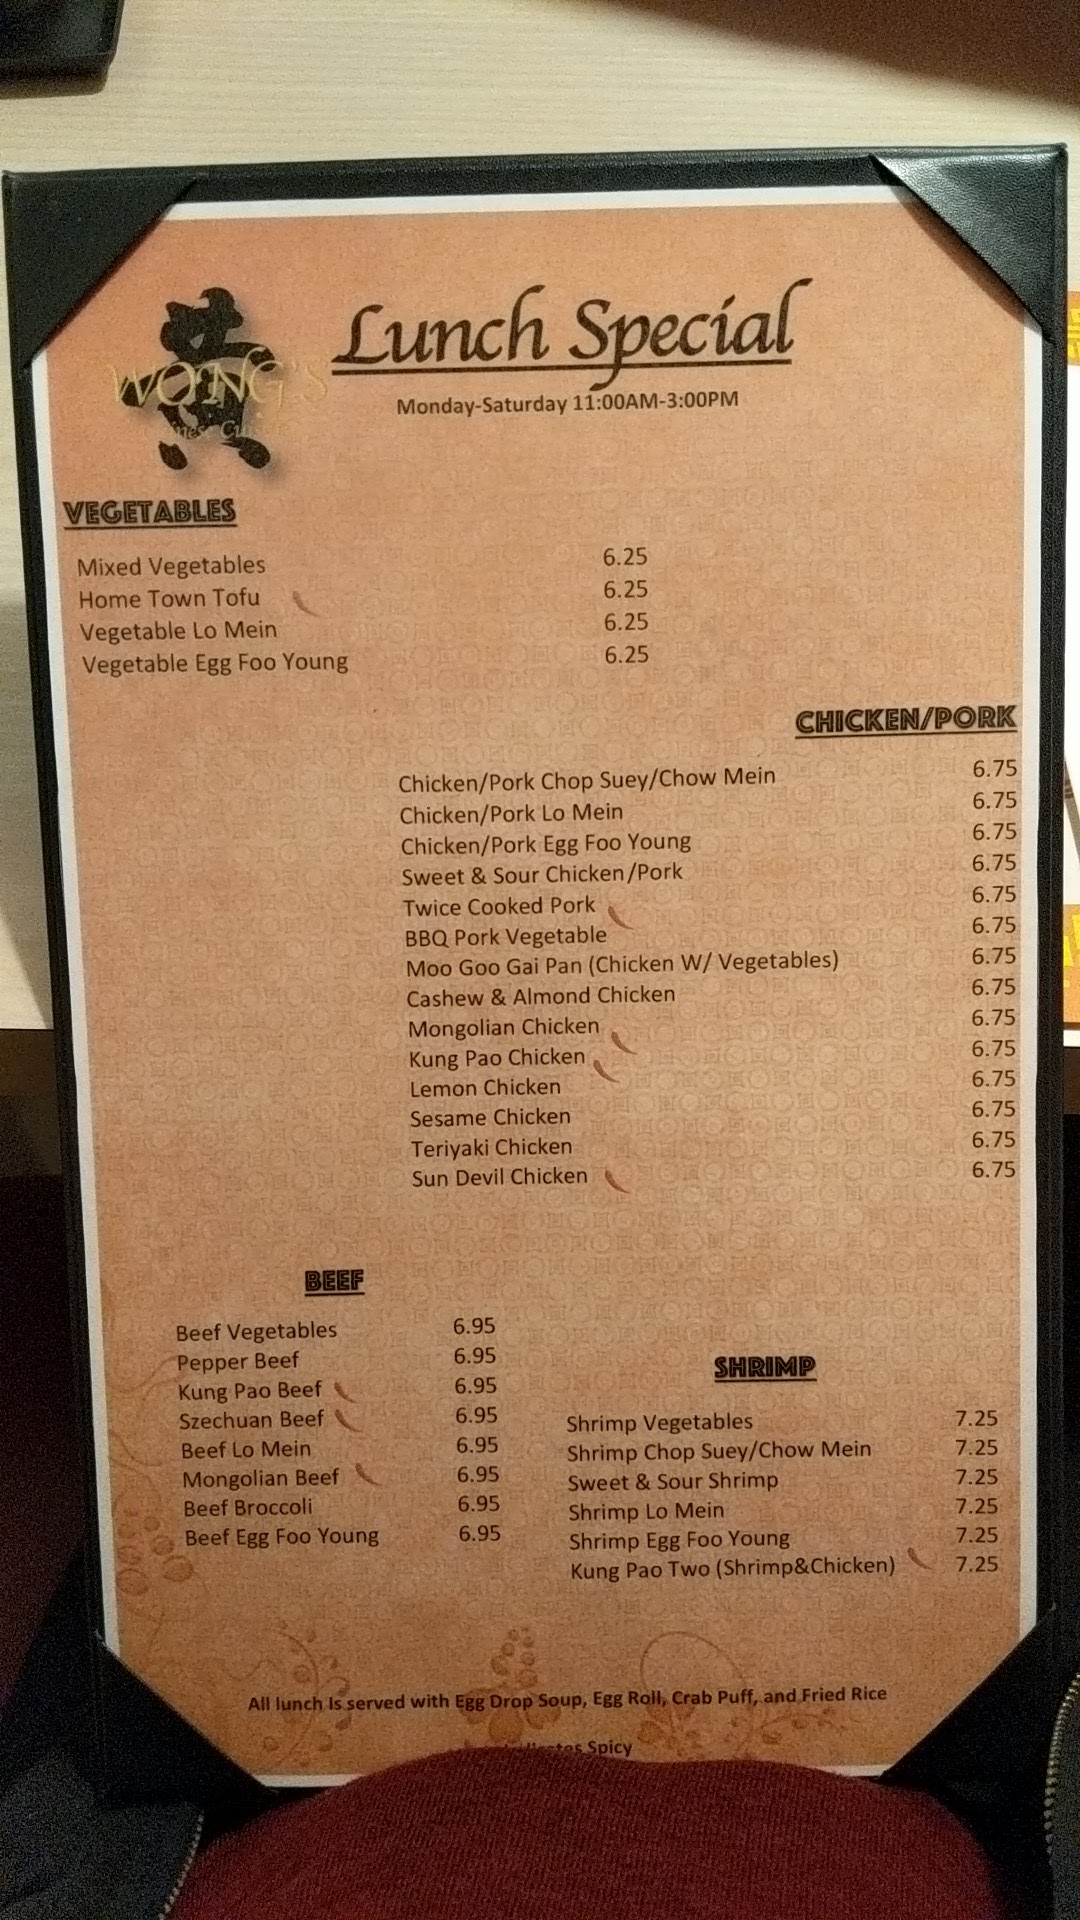 黄
WONG'S
Lunch Special
Monday-Saturday 11:00AM-3:00PM
VEGETABLES
Mixed Vegetables 6.25
Home Town Tofu 6.25
Vegetable Lo Mein 6.25
Vegetable Egg Foo Young 6.25
CHICKEN/PORK
Chicken/Pork Chop Suey/Chow Mein 6.75
Chicken/Pork Lo Mein 6.75
Chicken/Pork Egg Foo Young 6.75
Sweet & Sour Chicken/Pork 6.75
Twice Cooked Pork 6.75
BBQ Pork Vegetable 6.75
Moo Goo Gai Pan (Chicken W/ Vegetables) 6.75
Cashew & Almond Chicken 6.75
Mongolian Chicken 6.75
Kung Pao Chicken 6.75
Lemon Chicken 6.75
Sesame Chicken 6.75
Teriyaki Chicken 6.75
Sun Devil Chicken 6.75
BEEF
Beef Vegetables 6.95
Pepper Beef 6.95
Kung Pao Beef 6.95
Szechuan Beef 6.95
Beef Lo Mein 6.95
Mongolian Beef 6.95
Beef Broccoli 6.95
Beef Egg Foo Young 6.95
SHRIMP
Shrimp Vegetables 7.25
Shrimp Chop Suey/Chow Mein 7.25
Sweet & Sour Shrimp 7.25
Shrimp Lo Mein 7.25
Shrimp Egg Foo Young 7.25
Kung Pao Two (Shrimp&Chicken) 7.25
All lunch Is served with Egg Drop Soup, Egg Roll, Crab Puff, and Fried Rice
Spicy